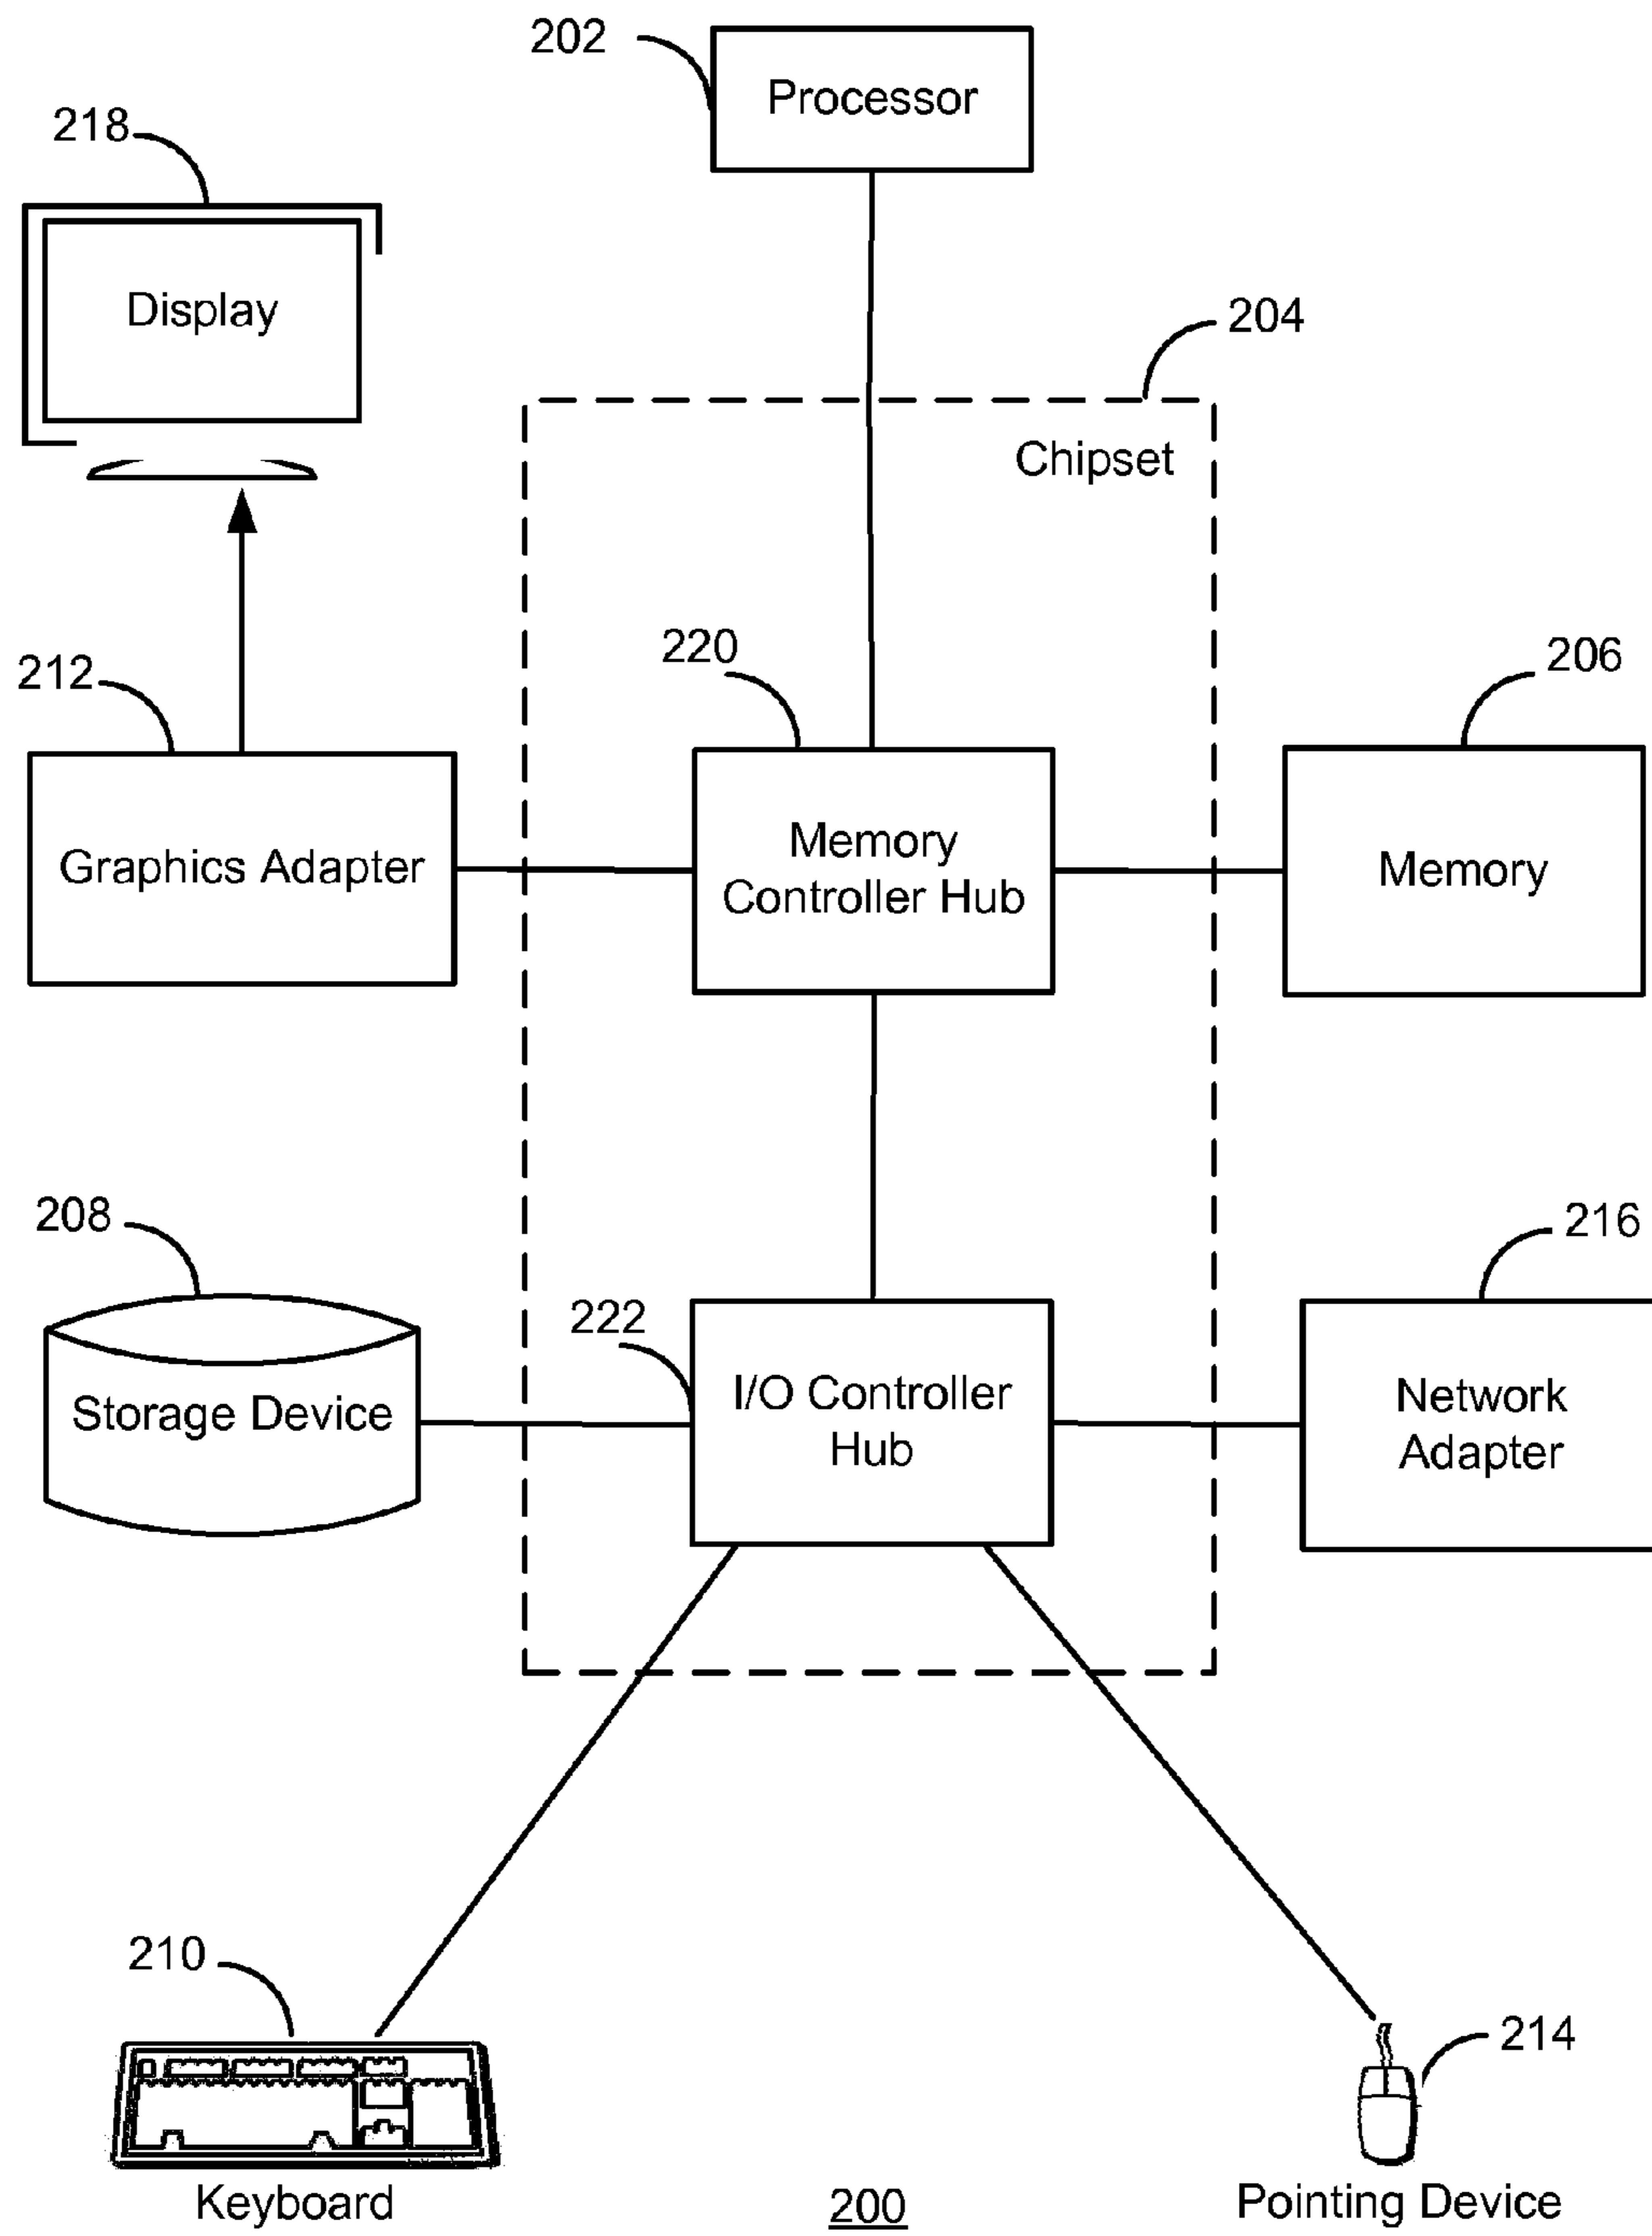 202
Processor
218
Display
204
Chipset
212
220
206
Graphics Adapter
Memory
Controller Hub
Memory
208
216
222
Storage Device
I/O Controller
Hub
Network
Adapter
210
214
Keyboard
200
Pointing Device